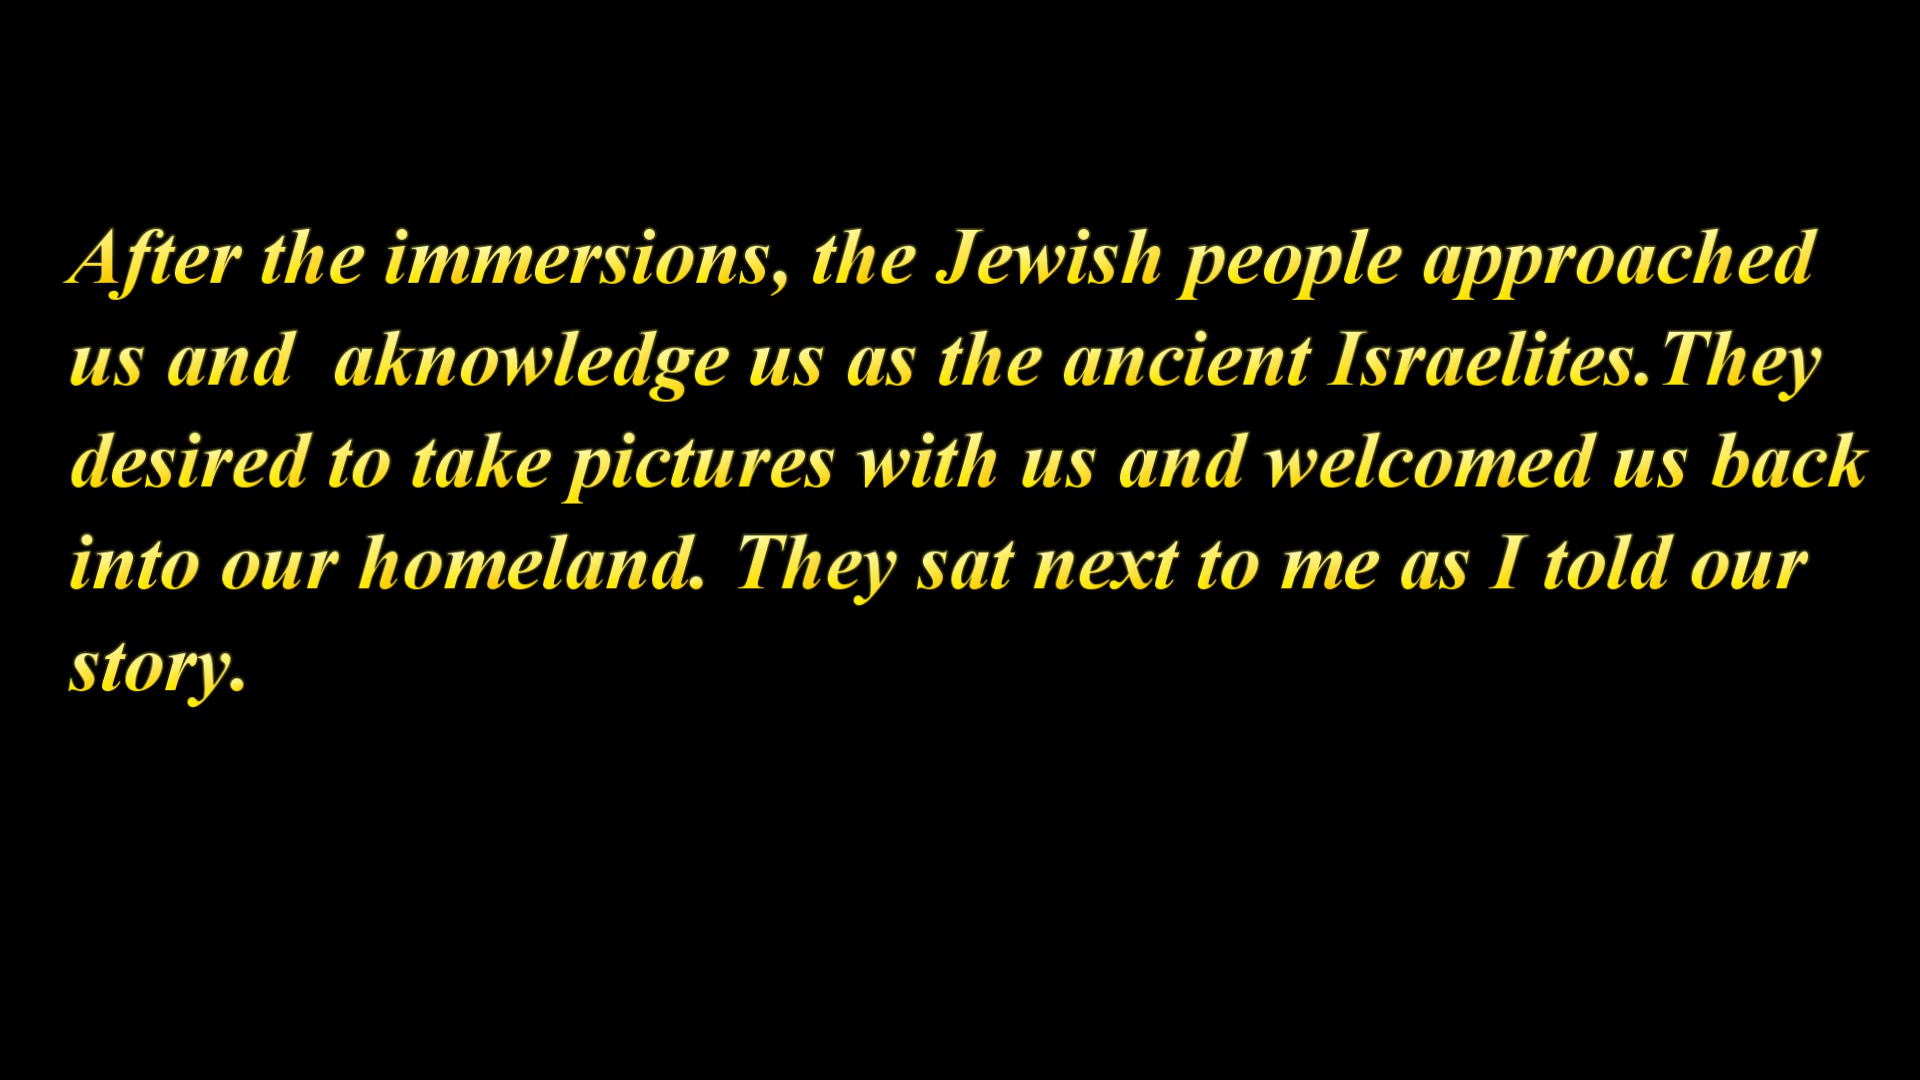 After the immersions, the Jewish people approached
us and  aknowledge us as the ancient Israelites.They
desired to take pictures with us and welcomed us back
into our homeland. They sat next to me as I told our
story.